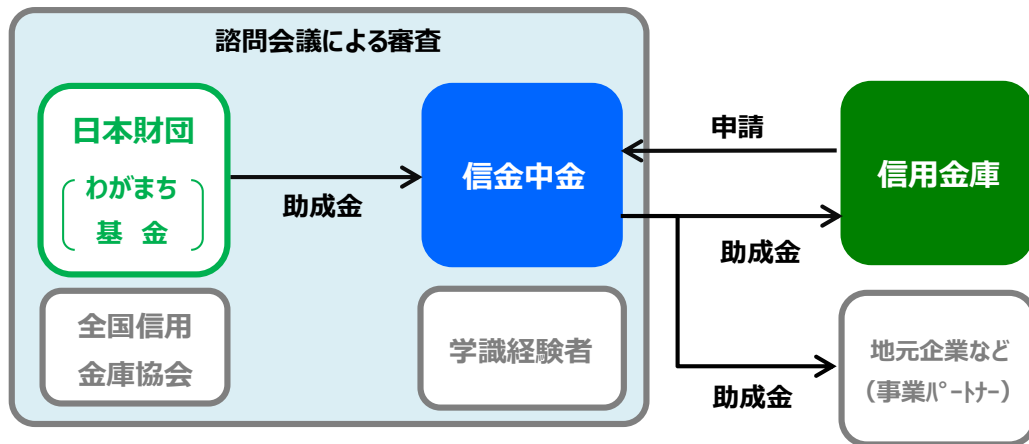 諮問会議による審査
日本財団
わがまち
基 金
助成金
信金中金
申請
助成金
信用金庫
全国信用
金庫協会
学識経験者
助成金
地元企業など
（事業ﾊﾟｰﾄﾅｰ）